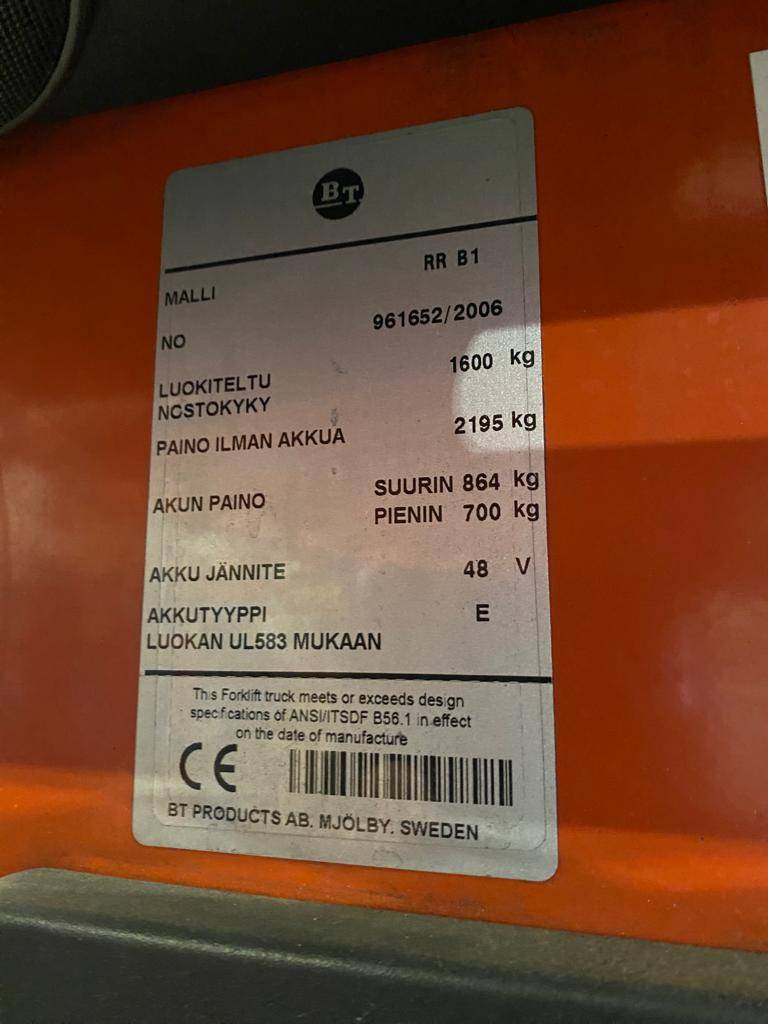 BT
MALLI RR B1
NO 961652/2006
LUOKITELTU
NOSTOKYKY 1600 kg
PAINO ILMAN AKKUA 2195 kg
AKUN PAINO SUURIN 864 kg
PIENIN 700 kg
AKKU JÄNNITE 48 V
AKKUTYYPPI E
LUOKAN UL583 MUKAAN
This Forklift truck meets or exceeds design
specifications of ANSI/ITSDF B56.1 in effect
on the date of manufacture
CE
BT PRODUCTS AB. MJÖLBY. SWEDEN